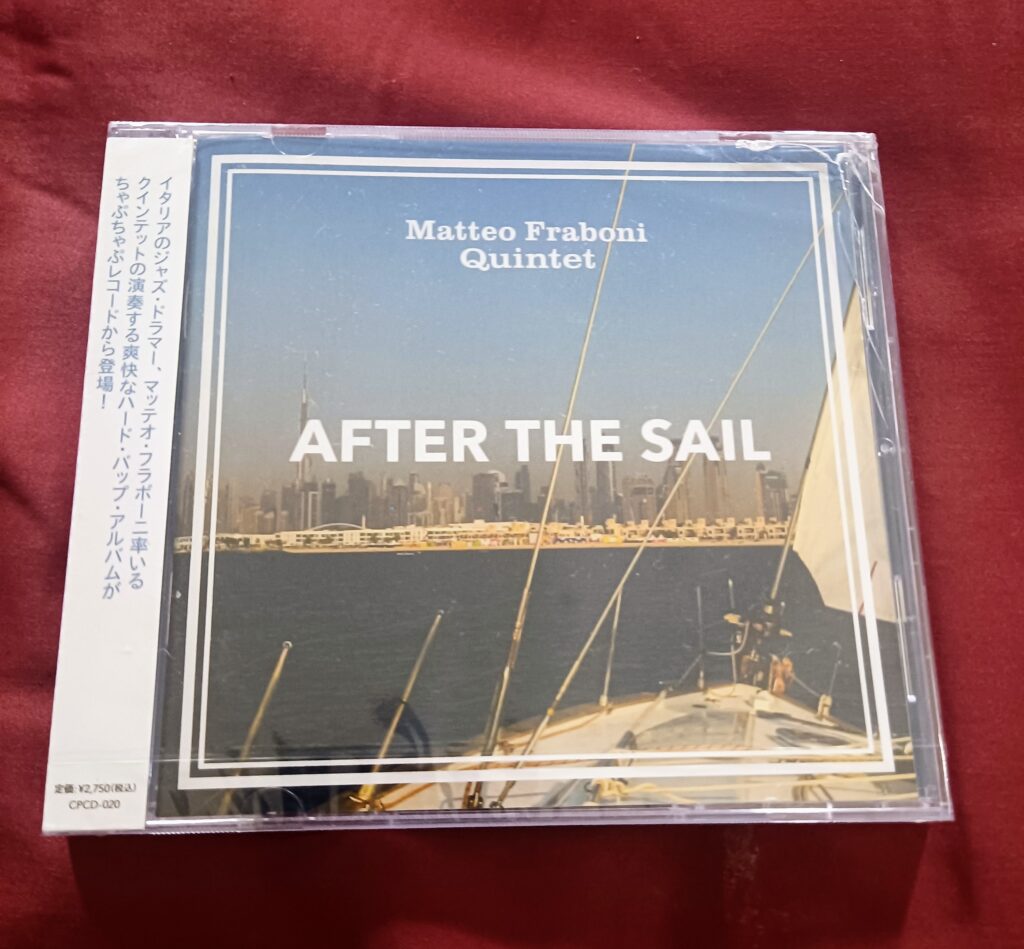 イタリアのジャズ・ドラマー、マッテオ・フラボーニ率いる
クインテットの演奏する爽快なハード・バップ・アルバムが
ちゃぷちゃぷレコードから登場！
定価 ¥2,750(税込)
CPCD-020
Matteo Fraboni
Quintet
AFTER THE SAIL